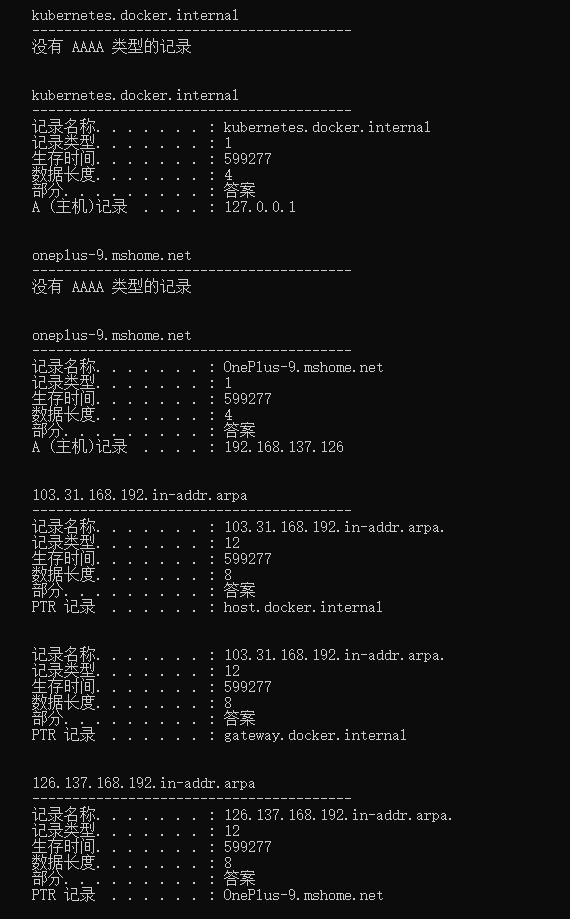 kubernetes.docker.internal
----------------------------------------
没有 AAAA 类型的记录
kubernetes.docker.internal
----------------------------------------
记录名称. . . . . . . : kubernetes.docker.internal
记录类型. . . . . . . : 1
生存时间. . . . . . . : 599277
数据长度. . . . . . . : 4
部分. . . . . . . . . : 答案
A (主机)记录  . . . . : 127.0.0.1
oneplus-9.mshome.net
----------------------------------------
没有 AAAA 类型的记录
oneplus-9.mshome.net
----------------------------------------
记录名称. . . . . . . : OnePlus-9.mshome.net
记录类型. . . . . . . : 1
生存时间. . . . . . . : 599277
数据长度. . . . . . . : 4
部分. . . . . . . . . : 答案
A (主机)记录  . . . . : 192.168.137.126
103.31.168.192.in-addr.arpa
----------------------------------------
记录名称. . . . . . . : 103.31.168.192.in-addr.arpa.
记录类型. . . . . . . : 12
生存时间. . . . . . . : 599277
数据长度. . . . . . . : 8
部分. . . . . . . . . : 答案
PTR 记录  . . . . . . : host.docker.internal
记录名称. . . . . . . : 103.31.168.192.in-addr.arpa.
记录类型. . . . . . . : 12
生存时间. . . . . . . : 599277
数据长度. . . . . . . : 8
部分. . . . . . . . . : 答案
PTR 记录  . . . . . . : gateway.docker.internal
126.137.168.192.in-addr.arpa
----------------------------------------
记录名称. . . . . . . : 126.137.168.192.in-addr.arpa.
记录类型. . . . . . . : 12
生存时间. . . . . . . : 599277
数据长度. . . . . . . : 8
部分. . . . . . . . . : 答案
PTR 记录  . . . . . . : OnePlus-9.mshome.net